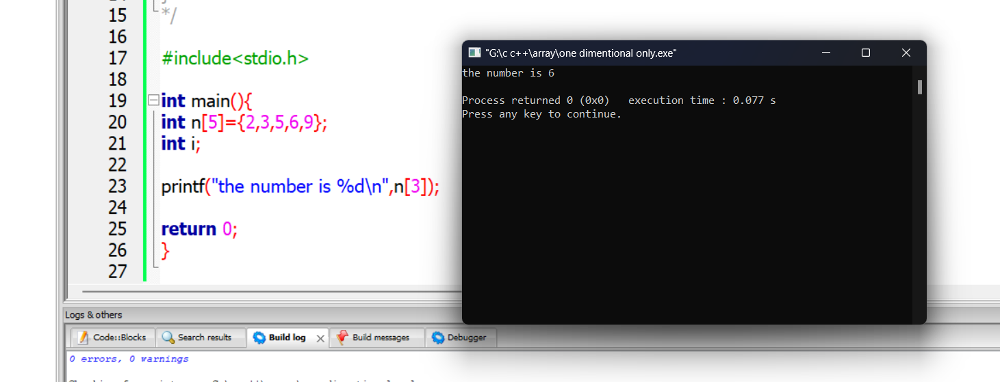 15 */
16
17 #include<stdio.h>
18
19 int main(){
20 int n[5]={2,3,5,6,9};
21 int i;
22
23 printf("the number is %d\n",n[3]);
24
25 return 0;
26 }
27
"G:\c c++\array\one dimentional only.exe"
the number is 6
Process returned 0 (0x0) execution time : 0.077 s
Press any key to continue.
Logs & others
Code::Blocks Search results Build log Build messages Debugger
0 errors, 0 warnings